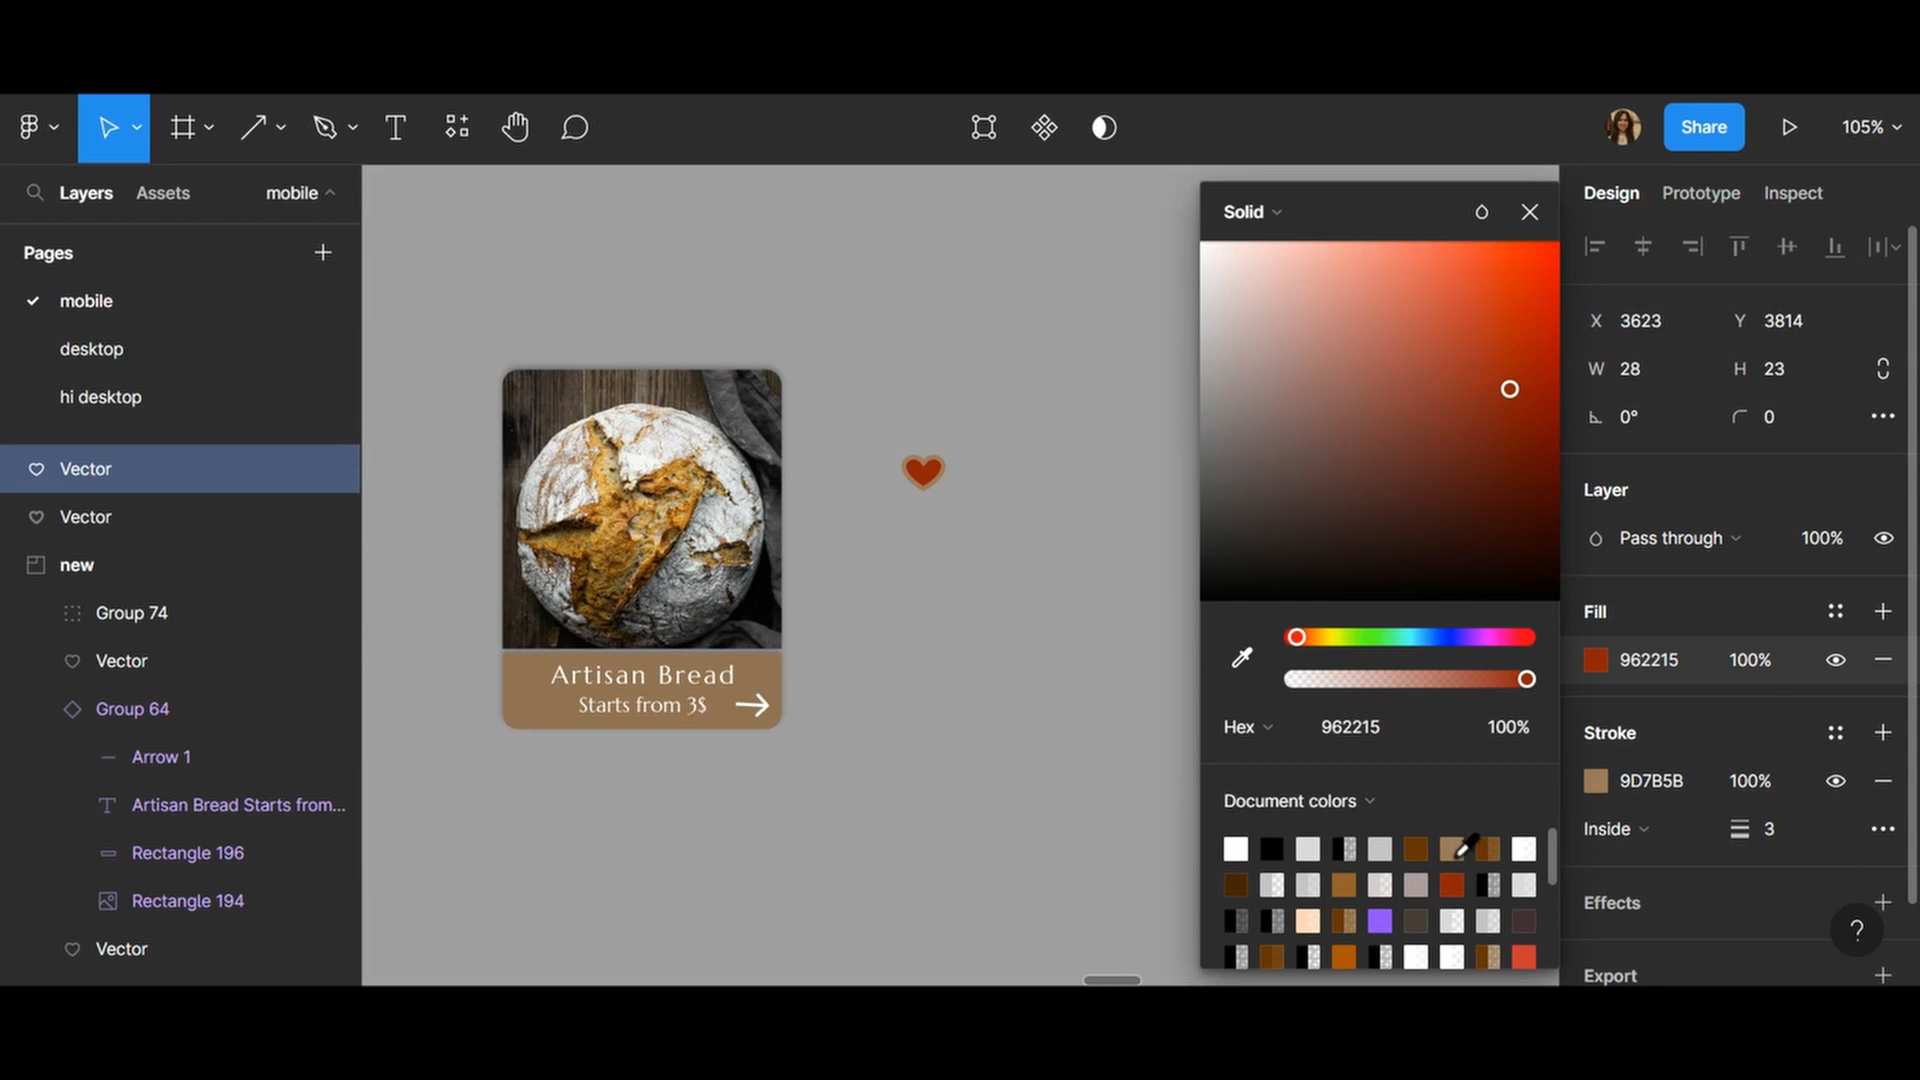 Share
105%
Layers
Assets
mobile
Design
Prototype
Inspect
Pages
mobile
desktop
hi desktop
Vector
Vector
new
Group 74
Vector
Group 64
Arrow 1
Artisan Bread Starts from...
Rectangle 196
Rectangle 194
Vector
Artisan Bread
Starts from 3$
Solid
Hex 962215 100%
Document colors
X 3623 Y 3814
W 28 H 23
0° 0
Layer
Pass through 100%
Fill
962215 100%
Stroke
9D7B5B 100%
Inside 3
Effects
?
Export